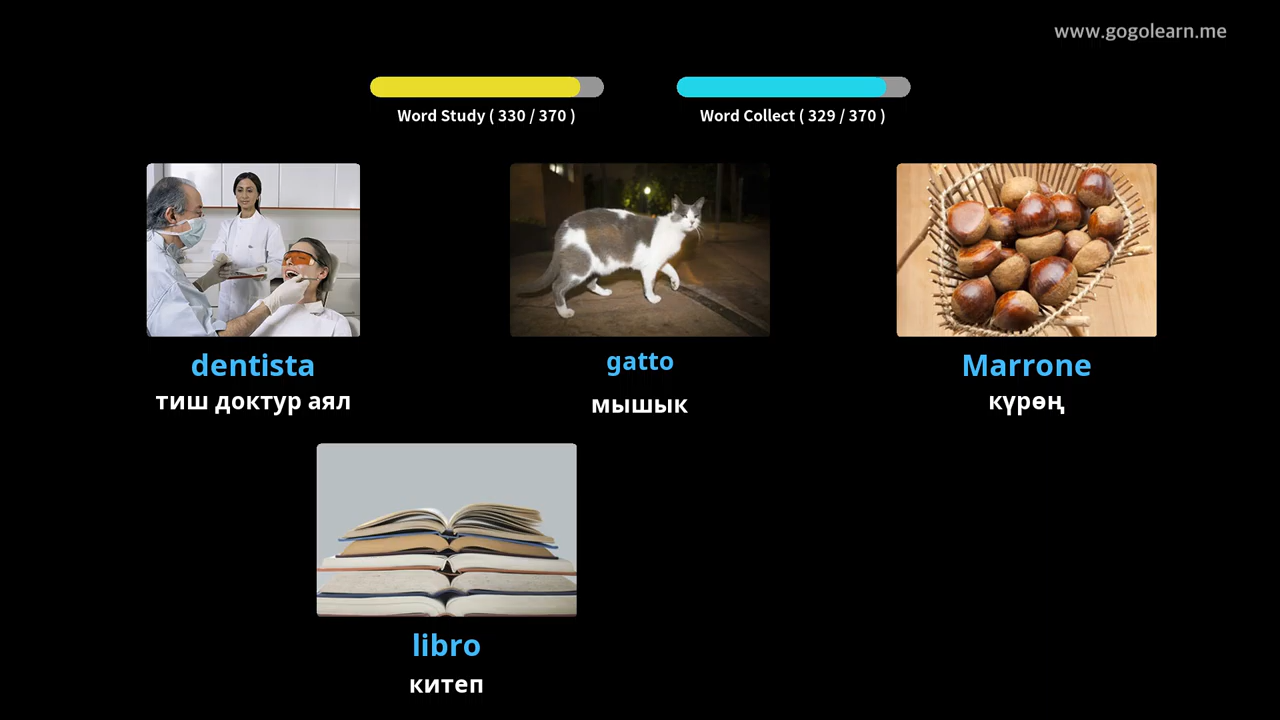 www.gogolearn.me
Word Study ( 330 / 370 )
Word Collect ( 329 / 370 )
dentista
тиш доктур аял
gatto
мышык
Marrone
күрөң
libro
китеп